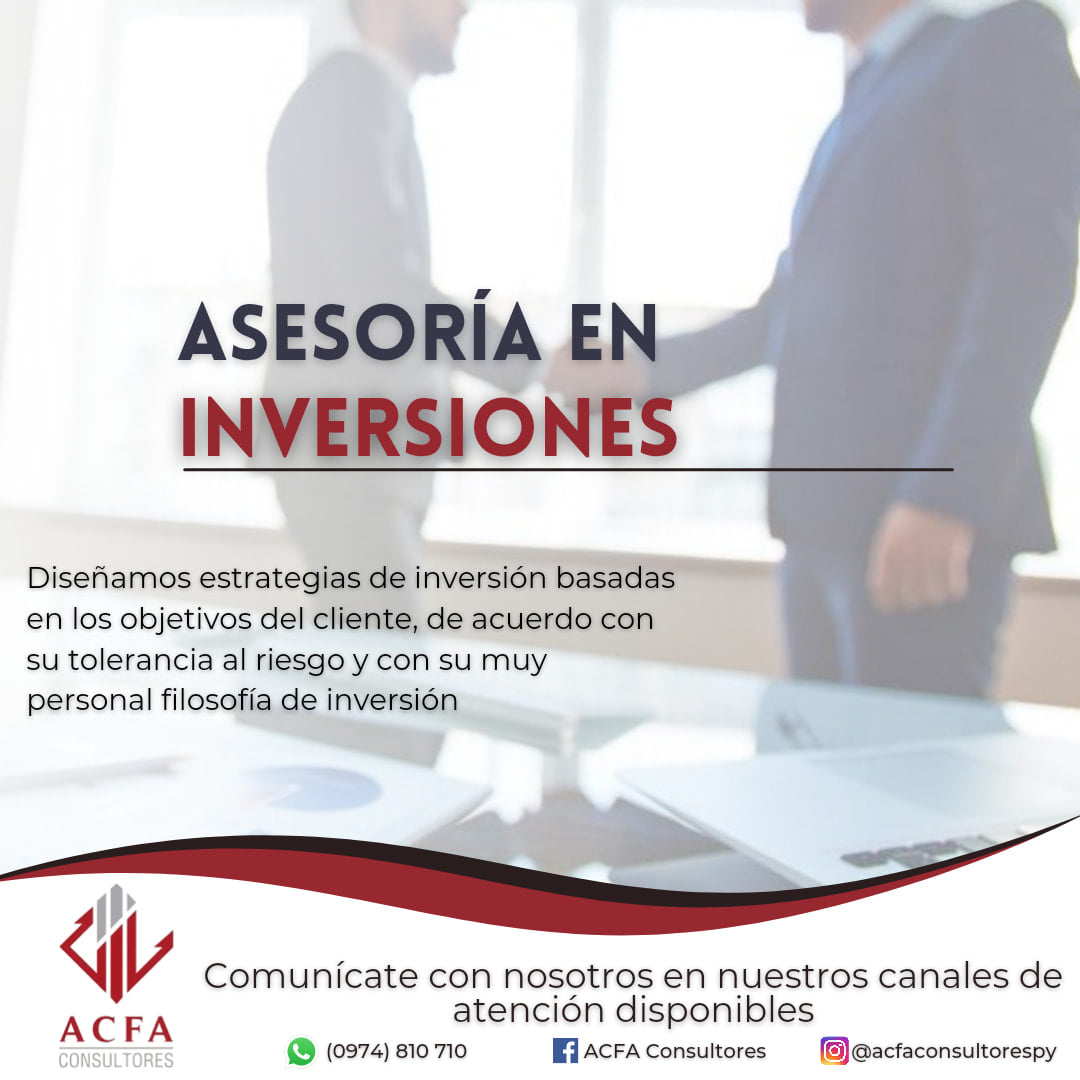 ASESORÍA EN
INVERSIONES
Diseñamos estrategias de inversión basadas
en los objetivos del cliente, de acuerdo con
su tolerancia al riesgo y con su muy
personal filosofía de inversión
ACFA
CONSULTORES
Comunícate con nosotros en nuestros canales de
atención disponibles
(0974) 810 710
ACFA Consultores
@acfaconsultorespy